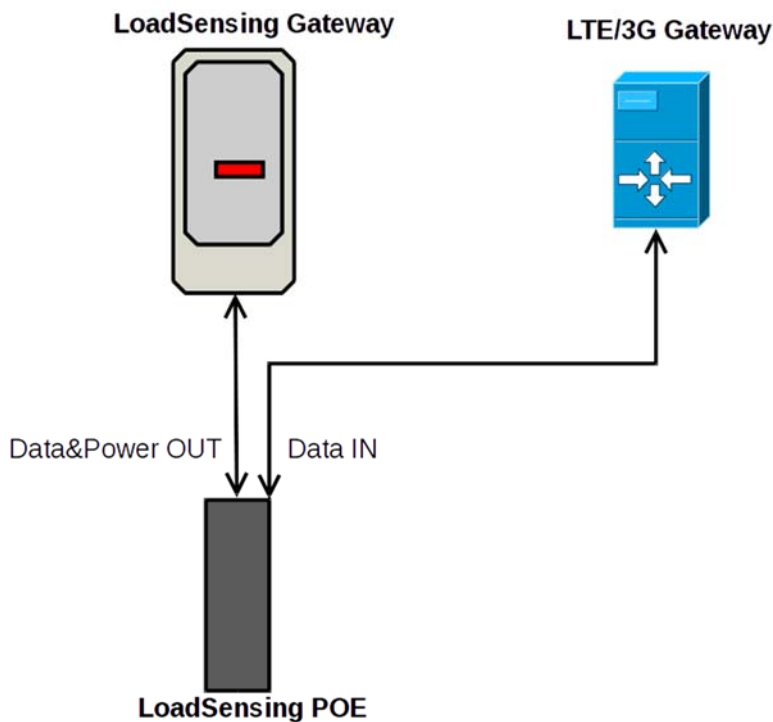 LoadSensing Gateway
LTE/3G Gateway
Data&Power OUT
Data IN
LoadSensing POE